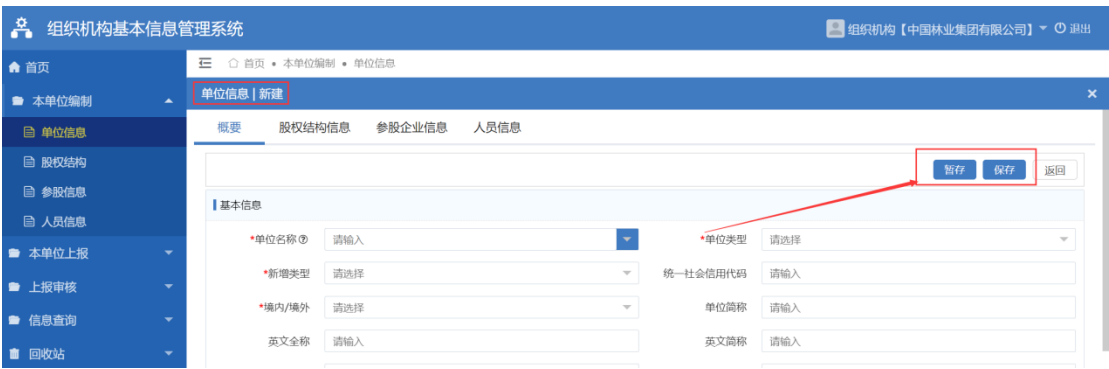 组织机构基本信息管理系统
组织机构【中国林业集团有限公司】 退出
首页
首页 • 本单位编制 • 单位信息
本单位编制
单位信息 | 新建
单位信息
概要 股权结构信息 参股企业信息 人员信息
股权结构
暂存 保存 返回
参股信息
基本信息
人员信息
*单位名称 请输入 *单位类型 请选择
本单位上报
*新增类型 请选择 统一社会信用代码 请输入
上报审核
*境内/境外 请选择 单位简称 请输入
信息查询
英文全称 请输入 英文简称 请输入
回收站